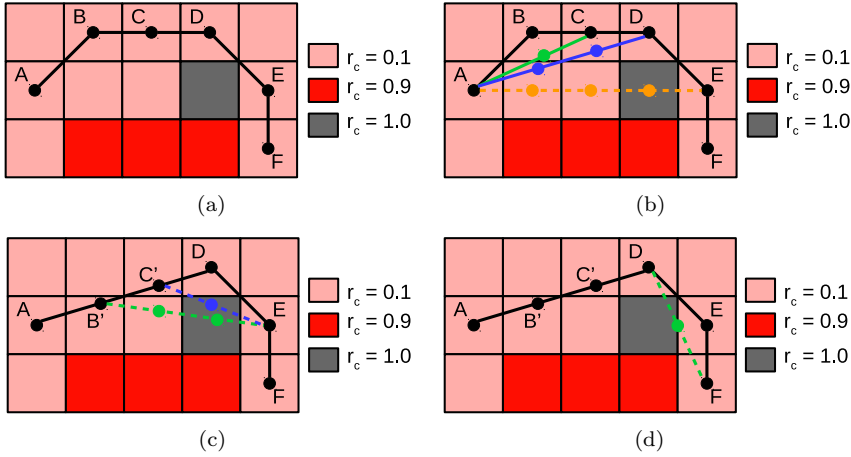 B C D
A
E
F
r_c = 0.1
r_c = 0.9
r_c = 1.0
(a)
B C D
A
E
F
r_c = 0.1
r_c = 0.9
r_c = 1.0
(b)
D
C'
A
B'
E
F
r_c = 0.1
r_c = 0.9
r_c = 1.0
(c)
D
C'
A
B'
E
F
r_c = 0.1
r_c = 0.9
r_c = 1.0
(d)